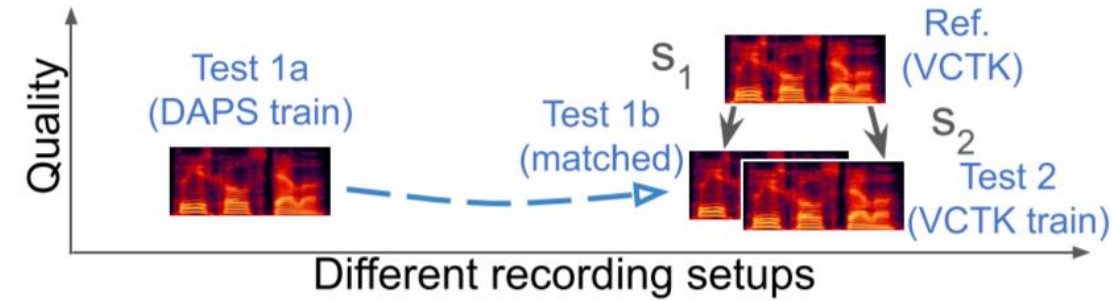 Quality
Test 1a
(DAPS train)
Test 1b
(matched)
S1
Ref.
(VCTK)
S2
Test 2
(VCTK train)
Different recording setups